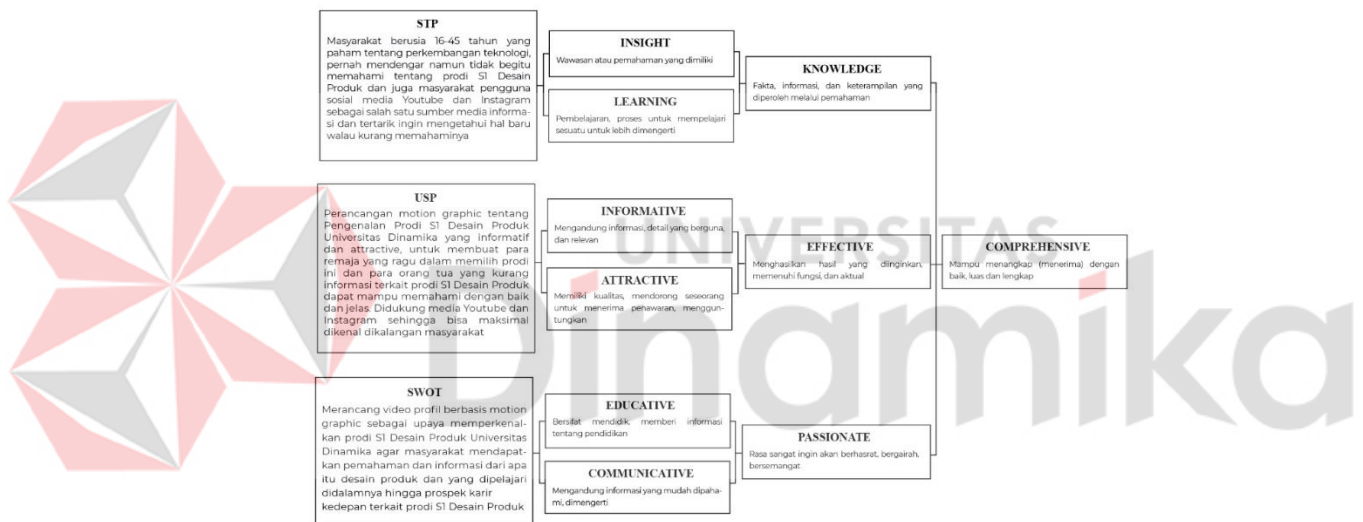 STP
Masyarakat berusia 16-45 tahun yang
paham tentang perkembangan teknologi,
pernah mendengar namun tidak begitu
memahami tentang prodi S1 Desain
Produk dan juga masyarakat pengguna
sosial media Youtube dan Instagram
sebagai salah satu sumber media informa-
si dan tertarik ingin mengetahui hal baru
walau kurang memahaminya
INSIGHT
Wawasan atau pemahaman yang dimiliki
LEARNING
Pembelajaran, proses untuk mempelajari
sesuatu untuk lebih dimengerti
KNOWLEDGE
Fakta, informasi, dan keterampilan yang
diperoleh melalui pemahaman
USP
Perancangan motion graphic tentang
Pengenalan Prodi S1 Desain Produk
Universitas Dinamika yang informatif
dan attractive, untuk membuat para
remaja yang ragu dalam memilih prodi
ini dan para orang tua yang kurang
informasi terkait prodi S1 Desain Produk
dapat mampu memahami dengan baik
dan jelas. Didukung media Youtube dan
Instagram sehingga bisa maksimal
dikenal dikalangan masyarakat
INFORMATIVE
Mengandung informasi, detail yang berguna,
dan relevan
ATTRACTIVE
Memiliki kualitas, mendorong seseorang
untuk menerima penawaran, menggun-
tungkan
EFFECTIVE
Menghasilkan hasil yang diinginkan,
memenuhi fungsi, dan aktual
COMPREHENSIVE
Mampu menangkap (menerima) dengan
baik, luas dan lengkap
SWOT
Merancang video profil berbasis motion
graphic sebagai upaya memperkenal-
kan prodi S1 Desain Produk Universitas
Dinamika agar masyarakat mendapat-
kan pemahaman dan informasi dari apa
itu desain produk dan yang dipelajari
didalamnya hingga prospek karir
kedepan terkait prodi S1 Desain Produk
EDUCATIVE
Bersifat mendidik, memberi informasi
tentang pendidikan
COMMUNICATIVE
Mengandung informasi yang mudah dipaha-
mi, dimengerti
PASSIONATE
Rasa sangat ingin akan berhasrat, bergairah,
bersemangat
UNIVERSITAS
Dinamika